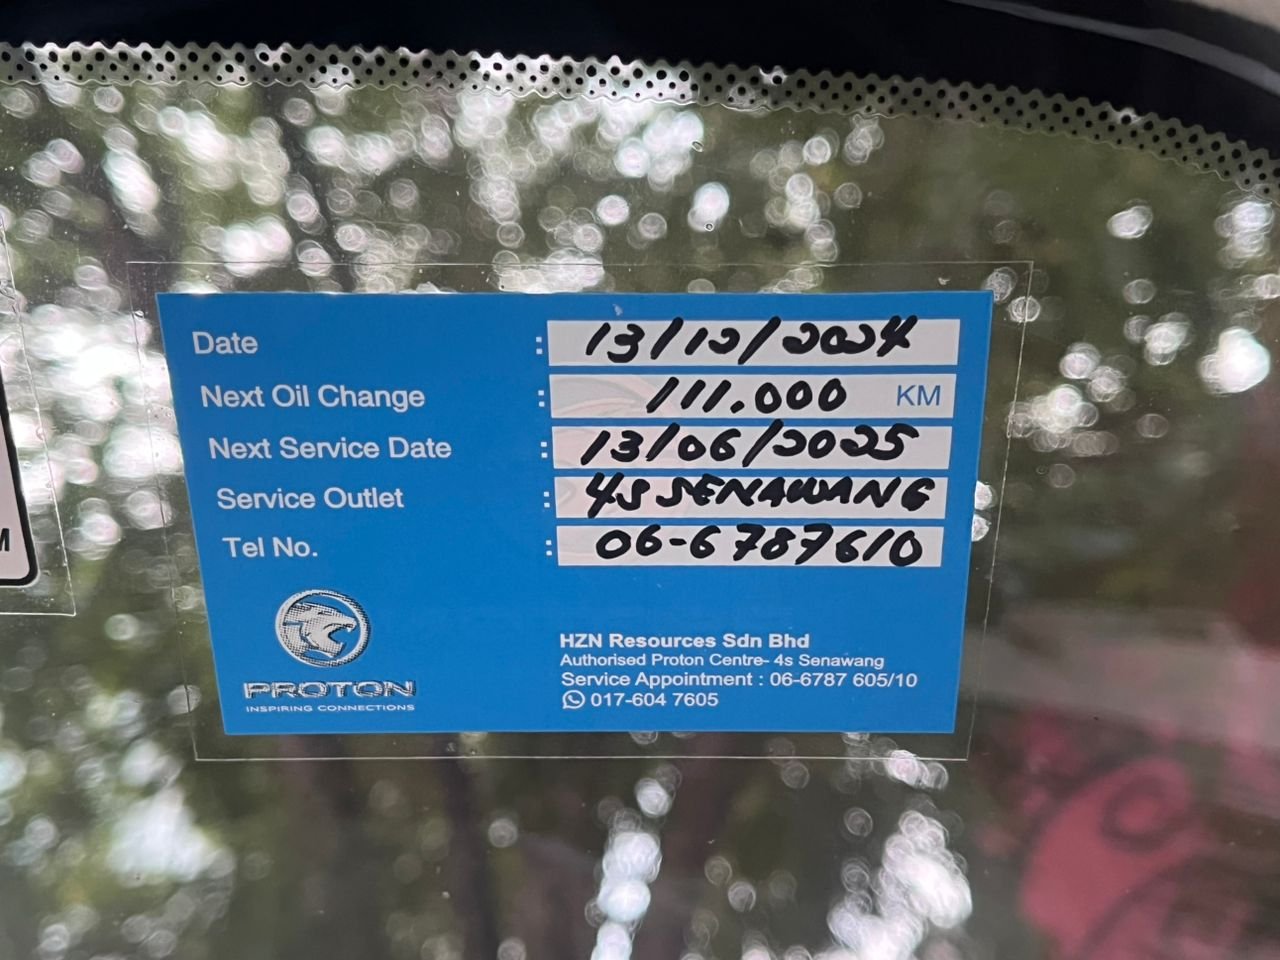 Date : 13/12/2024
Next Oil Change : 111.000 KM
Next Service Date : 13/06/2025
Service Outlet : 4S SENAWANG
Tel No. : 06-6787610
PROTON
INSPIRING CONNECTIONS
HZN Resources Sdn Bhd
Authorised Proton Centre- 4s Senawang
Service Appointment : 06-6787 605/10
017-604 7605
M